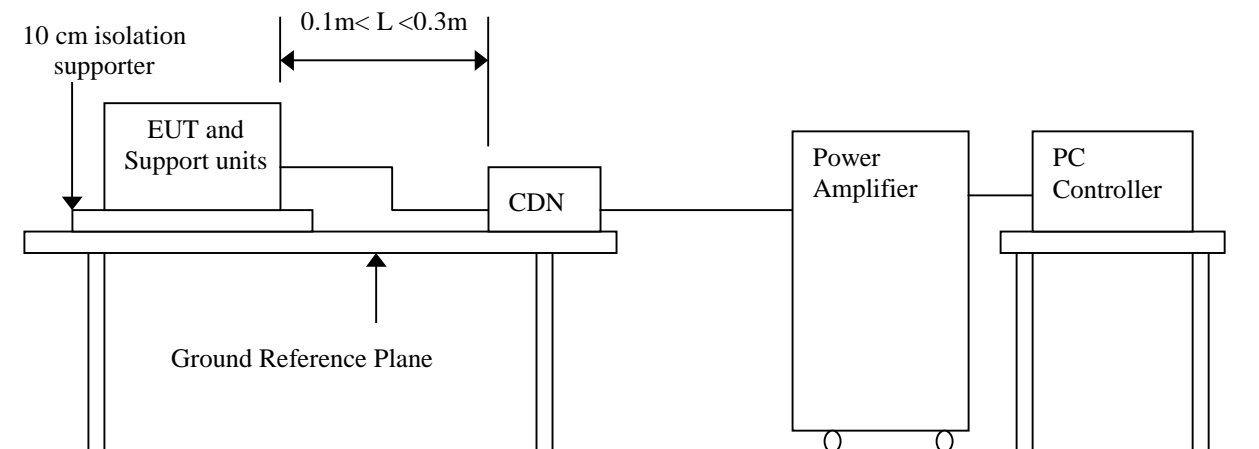 0.1m< L <0.3m
10 cm isolation
supporter
EUT and
Support units
CDN
Power
Amplifier
PC
Controller
Ground Reference Plane